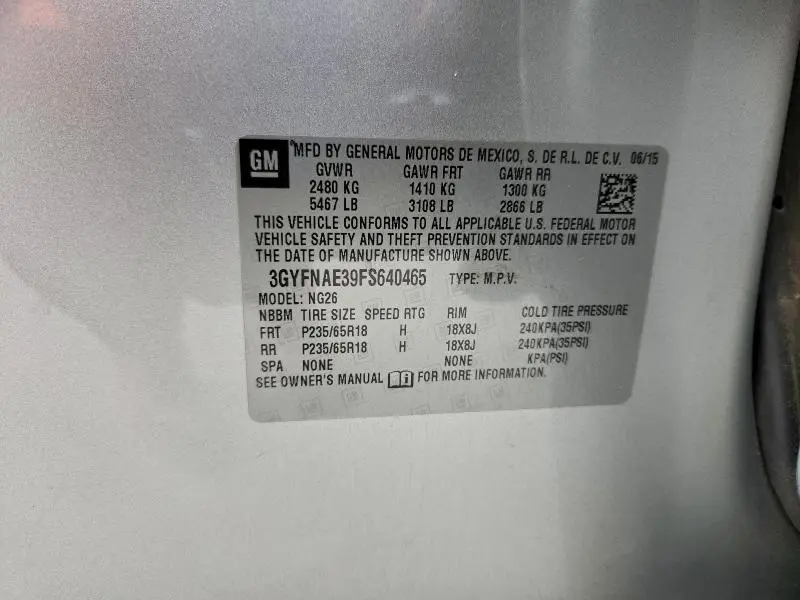 GM
MFD BY GENERAL MOTORS DE MEXICO, S. DE R.L. DE C.V. 06/15
GVWR GAWR FRT GAWR RR
2480 KG 1410 KG 1300 KG
5467 LB 3108 LB 2866 LB
THIS VEHICLE CONFORMS TO ALL APPLICABLE U.S. FEDERAL MOTOR
VEHICLE SAFETY AND THEFT PREVENTION STANDARDS IN EFFECT ON
THE DATE OF MANUFACTURE SHOWN ABOVE.
3GYFNAE39FS640465 TYPE: M.P.V.
MODEL: NG26
NBBM TIRE SIZE SPEED RTG RIM COLD TIRE PRESSURE
FRT P235/65R18 H 18X8J 240KPA(35PSI)
RR P235/65R18 H 18X8J 240KPA(35PSI)
SPA NONE NONE KPA(PSI)
SEE OWNER'S MANUAL FOR MORE INFORMATION.